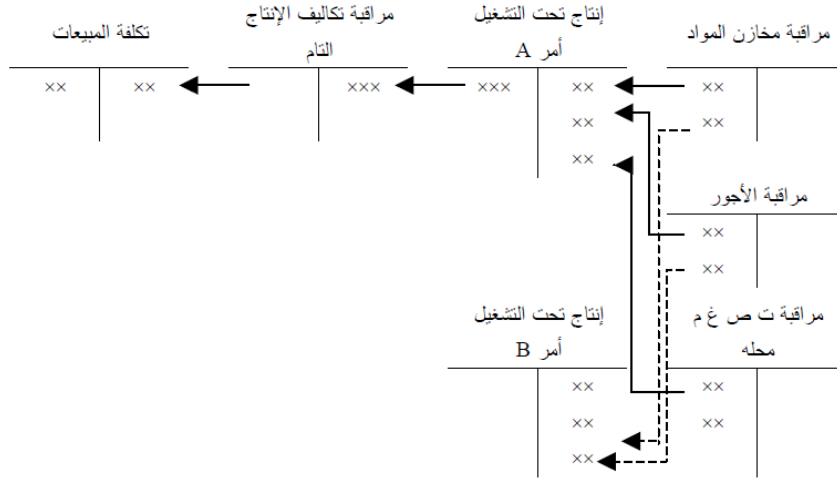 مراقبة مخازن المواد
إنتاج تحت التشغيل
أمر A
مراقبة تكاليف الإنتاج
التام
تكلفة المبيعات
×× ×× ××× ××× ×× ××
×× ××
××
مراقبة الأجور
××
××
مراقبة ت ص غ م
محله
إنتاج تحت التشغيل
أمر B
×× ××
×× ××
××